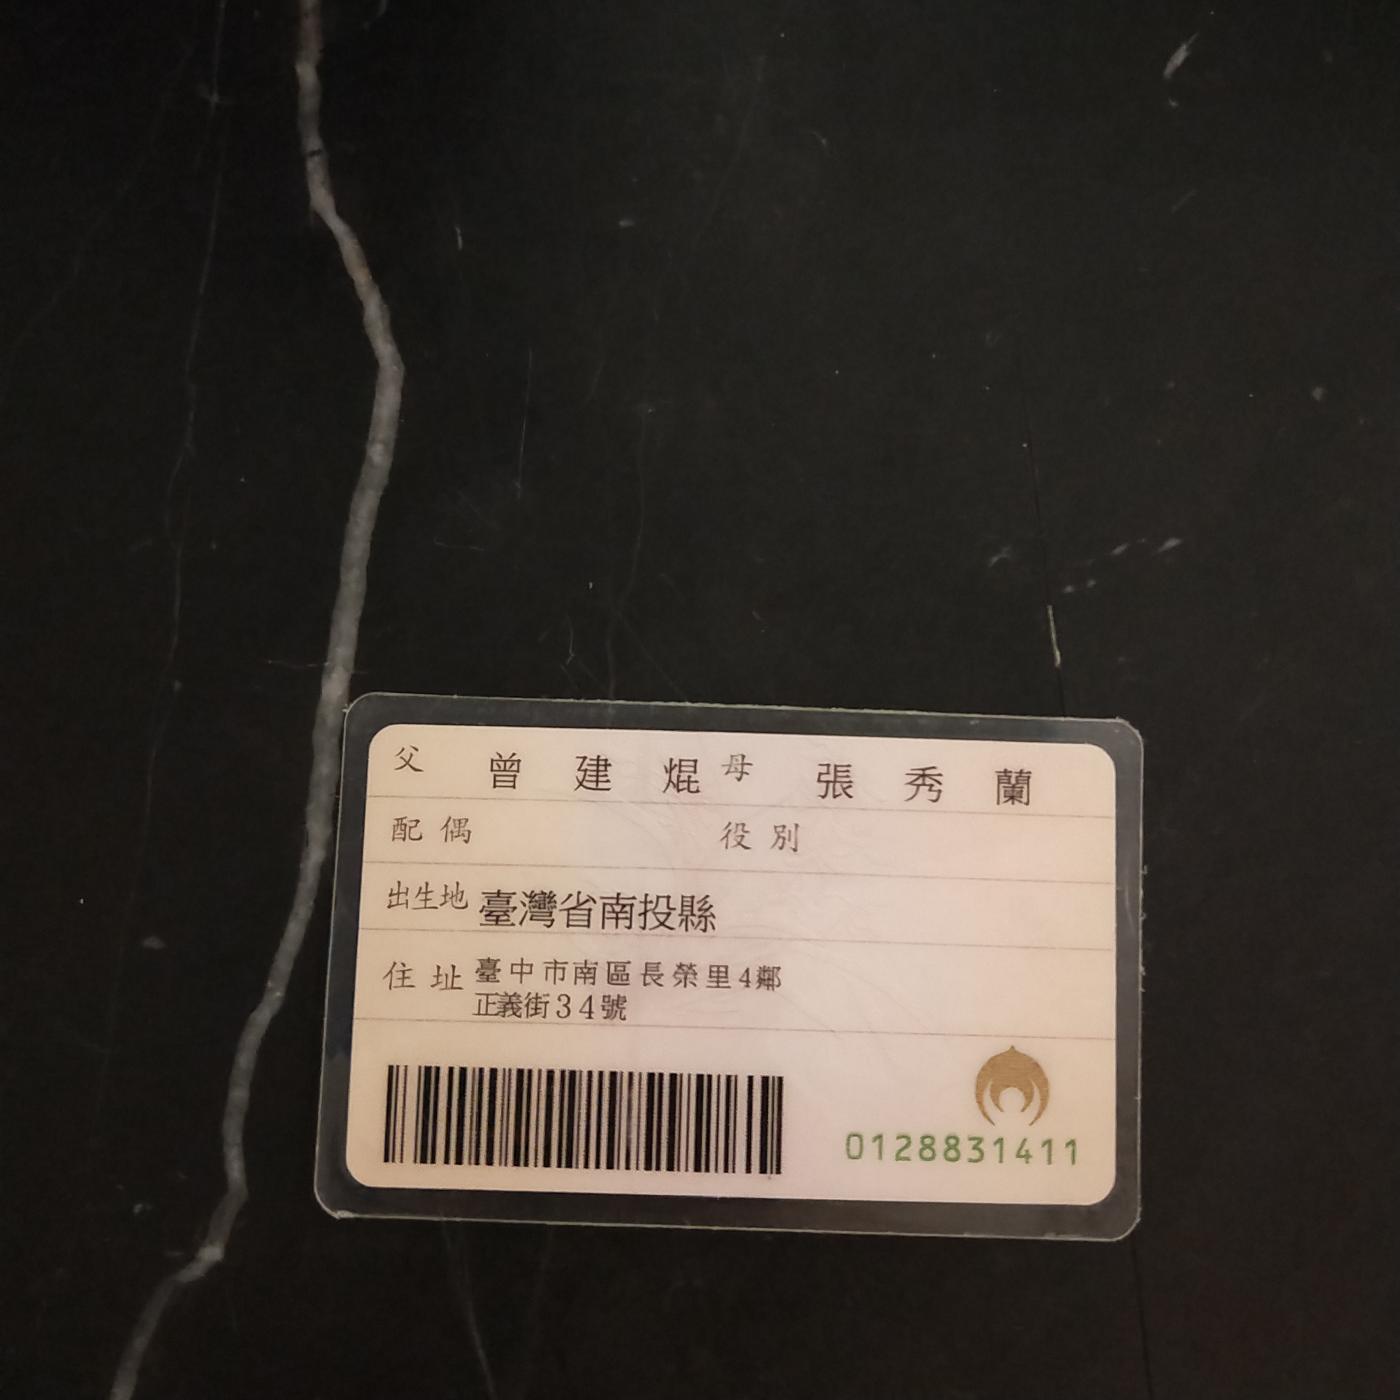 父 曾建焜 母 張秀蘭
配偶 役別
出生地 臺灣省南投縣
住址 臺中市南區長榮里4鄰
正義街34號
0128831411